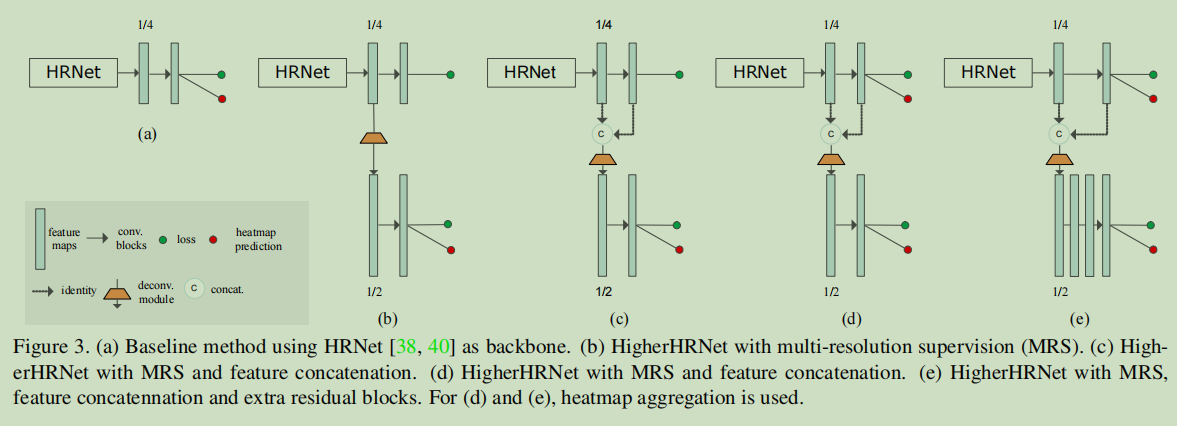 1/4 1/4 1/4 1/4 1/4
HRNet HRNet HRNet HRNet HRNet
(a)
C C C
feature maps conv. blocks loss heatmap prediction
identity deconv. module C concat.
1/2 1/2 1/2 1/2
(b) (c) (d) (e)
Figure 3. (a) Baseline method using HRNet [38, 40] as backbone. (b) HigherHRNet with multi-resolution supervision (MRS). (c) High-
erHRNet with MRS and feature concatenation. (d) HigherHRNet with MRS and feature concatenation. (e) HigherHRNet with MRS,
feature concatennation and extra residual blocks. For (d) and (e), heatmap aggregation is used.